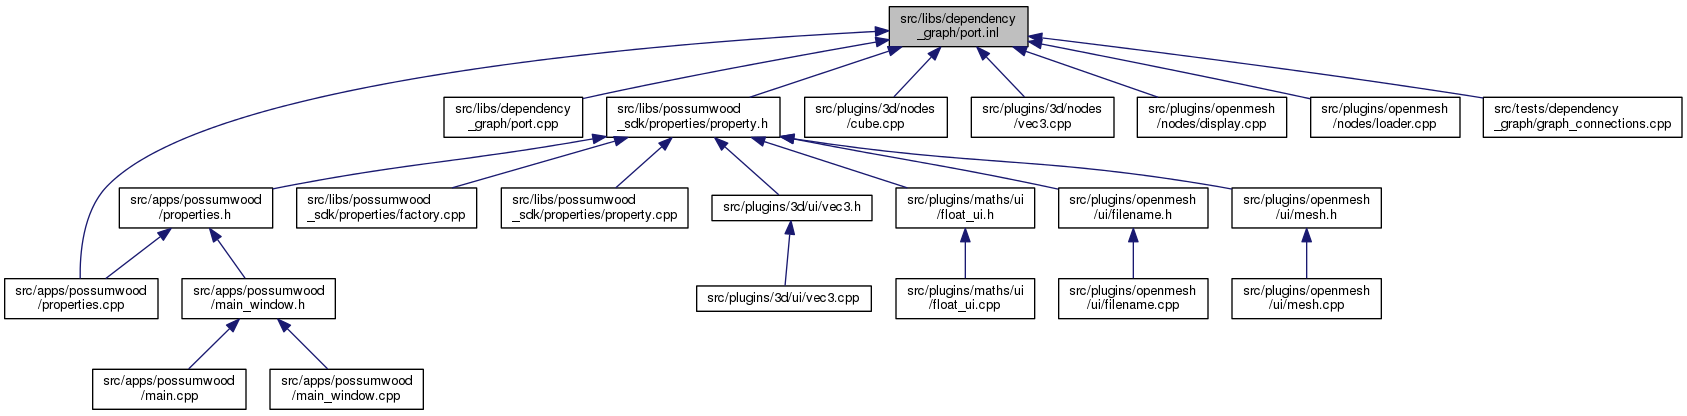 src/libs/dependency
_graph/port.inl
src/libs/dependency
_graph/port.cpp
src/libs/possumwood
_sdk/properties/property.h
src/plugins/3d/nodes
/cube.cpp
src/plugins/3d/nodes
/vec3.cpp
src/plugins/openmesh
/nodes/display.cpp
src/plugins/openmesh
/nodes/loader.cpp
src/tests/dependency
_graph/graph_connections.cpp
src/apps/possumwood
/properties.h
src/libs/possumwood
_sdk/properties/factory.cpp
src/libs/possumwood
_sdk/properties/property.cpp
src/plugins/3d/ui/vec3.h
src/plugins/maths/ui
/float_ui.h
src/plugins/openmesh
/ui/filename.h
src/plugins/openmesh
/ui/mesh.h
src/apps/possumwood
/properties.cpp
src/apps/possumwood
/main_window.h
src/plugins/3d/ui/vec3.cpp
src/plugins/maths/ui
/float_ui.cpp
src/plugins/openmesh
/ui/filename.cpp
src/plugins/openmesh
/ui/mesh.cpp
src/apps/possumwood
/main.cpp
src/apps/possumwood
/main_window.cpp